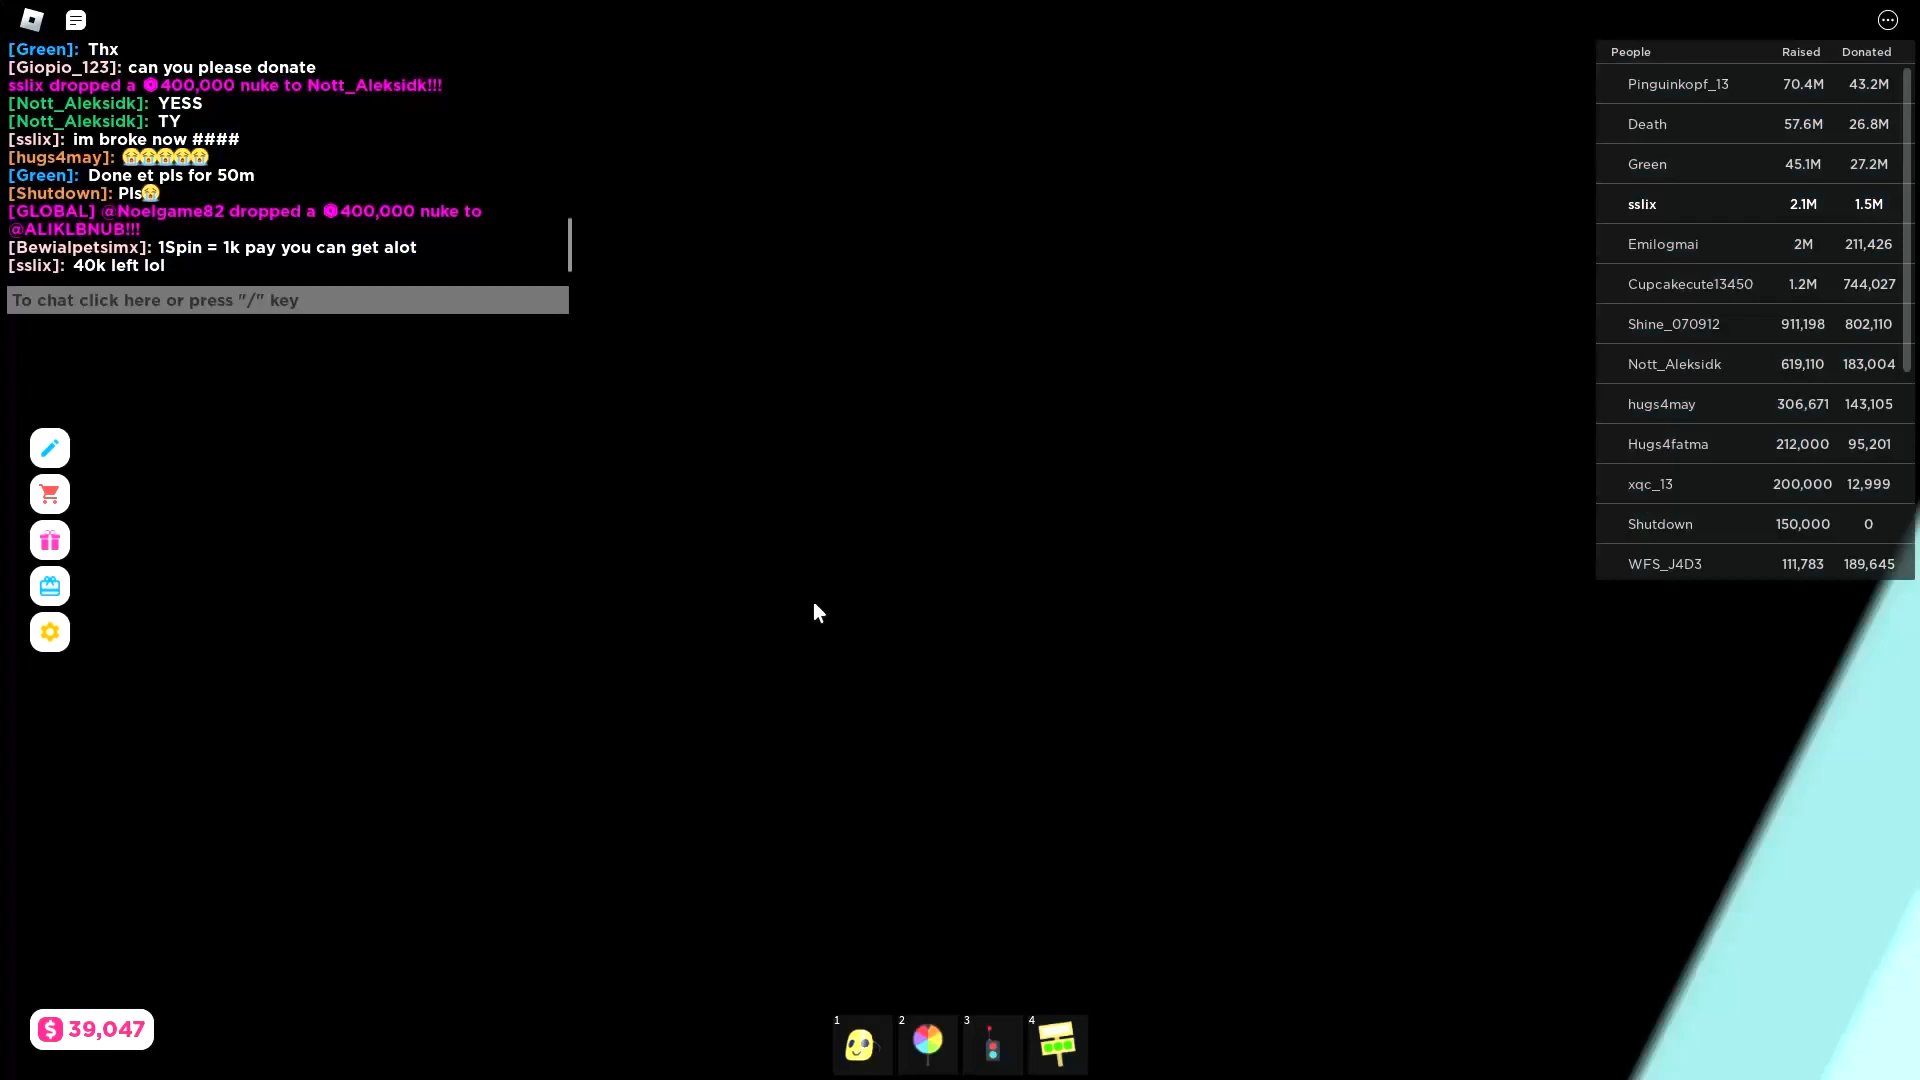 [Green]: Thx
[Giopio_123]: can you please donate
sslix dropped a 400,000 nuke to Nott_Aleksidk!!!
[Nott_Aleksidk]: YESS
[Nott_Aleksidk]: TY
[sslix]: im broke now ####
[hugs4may]: 😭😭😭😭😭
[Green]: Done et pls for 50m
[Shutdown]: Pls😭
[GLOBAL] @Noelgame82 dropped a 400,000 nuke to
@ALIKLBNUB!!!
[Bewialpetsimx]: 1Spin = 1k pay you can get alot
[sslix]: 40k left lol
To chat click here or press "/" key
People Raised Donated
Pinguinkopf_13 70.4M 43.2M
Death 57.6M 26.8M
Green 45.1M 27.2M
sslix 2.1M 1.5M
Emilogmai 2M 211,426
Cupcakecute13450 1.2M 744,027
Shine_070912 911,198 802,110
Nott_Aleksidk 619,110 183,004
hugs4may 306,671 143,105
Hugs4fatma 212,000 95,201
xqc_13 200,000 12,999
Shutdown 150,000 0
WFS_J4D3 111,783 189,645
$ 39,047
1 2 3 4